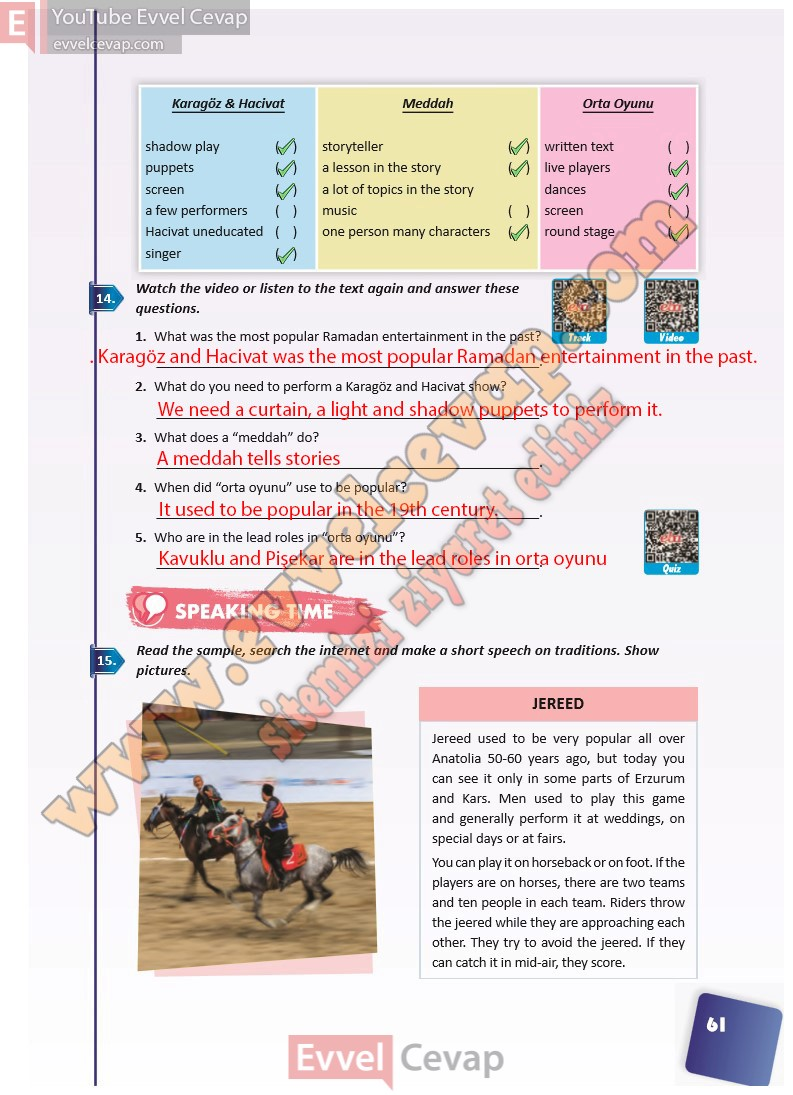 E YouTube Evvel Cevap
evvelcevap.com
Karagöz & Hacivat
shadow play (✓)
puppets (✓)
screen (✓)
a few performers ( )
Hacivat uneducated ( )
singer (✓)
Meddah
storyteller (✓)
a lesson in the story (✓)
a lot of topics in the story
music ( )
one person many characters (✓)
Orta Oyunu
written text ( )
live players (✓)
dances (✓)
screen ( )
round stage (✓)
14. Watch the video or listen to the text again and answer these
questions.
Track
Video
1. What was the most popular Ramadan entertainment in the past?
.Karagöz and Hacivat was the most popular Ramadan entertainment in the past.
2. What do you need to perform a Karagöz and Hacivat show?
We need a curtain, a light and shadow puppets to perform it.
3. What does a “meddah” do?
A meddah tells stories.
4. When did “orta oyunu” use to be popular?
It used to be popular in the 19th century. .
5. Who are in the lead roles in “orta oyunu”?
Kavuklu and Pişekar are in the lead roles in orta oyunu
Quiz
SPEAKING TIME
15. Read the sample, search the internet and make a short speech on traditions. Show
pictures.
JEREED
Jereed used to be very popular all over
Anatolia 50-60 years ago, but today you
can see it only in some parts of Erzurum
and Kars. Men used to play this game
and generally perform it at weddings, on
special days or at fairs.
You can play it on horseback or on foot. If the
players are on horses, there are two teams
and ten people in each team. Riders throw
the jeered while they are approaching each
other. They try to avoid the jeered. If they
can catch it in mid-air, they score.
www.evvelcevap.com
sitemizi ziyaret ediniz
61
Evvel Cevap